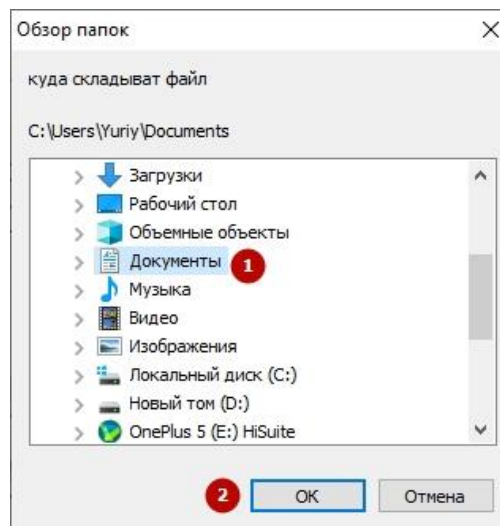 Обзор папок
куда складыват файл
C:\Users\Yuriy\Documents
Загрузки
Рабочий стол
Объемные объекты
Документы 1
Музыка
Видео
Изображения
Локальный диск (C:)
Новый том (D:)
OnePlus 5 (E:) HiSuite
2 ОК Отмена